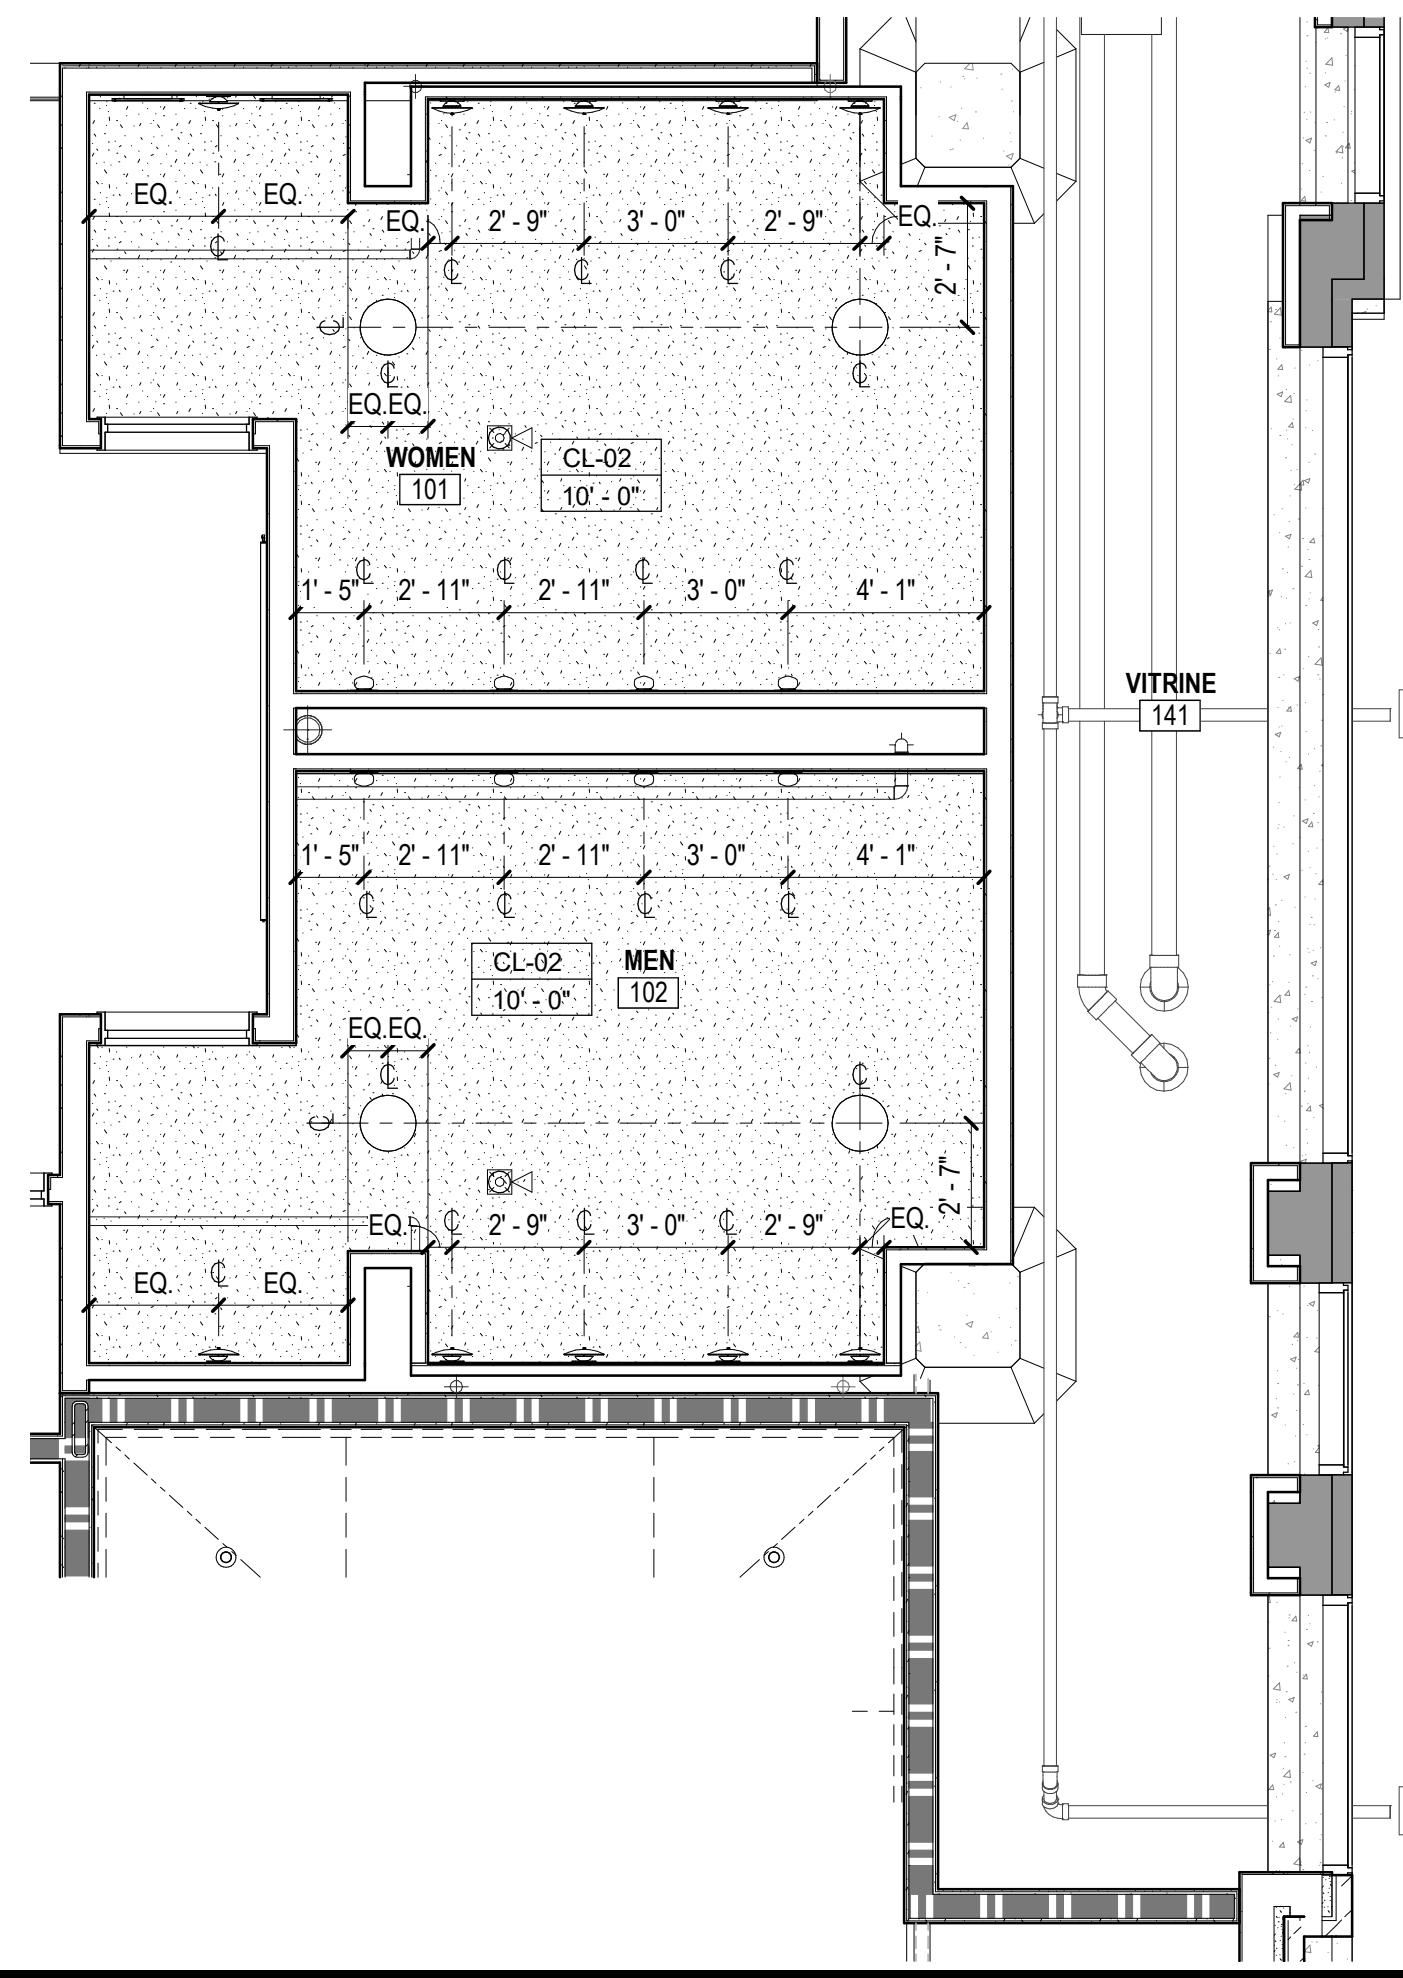 EQ. EQ.
EQ. 2' - 9" 3' - 0" 2' - 9" EQ.
2' - 7"
℄ ℄ ℄ ℄
℄
℄ ℄
EQ. EQ.
WOMEN
101
CL-02
10' - 0"
℄ ℄ ℄ ℄
1' - 5" 2' - 11" 2' - 11" 3' - 0" 4' - 1"
VITRINE
141
1' - 5" 2' - 11" 2' - 11" 3' - 0" 4' - 1"
℄ ℄ ℄ ℄
CL-02
10' - 0"
MEN
102
EQ. EQ.
℄ ℄
℄
2' - 7"
EQ. ℄ 2' - 9" ℄ 3' - 0" ℄ 2' - 9" EQ.
EQ. ℄ EQ.